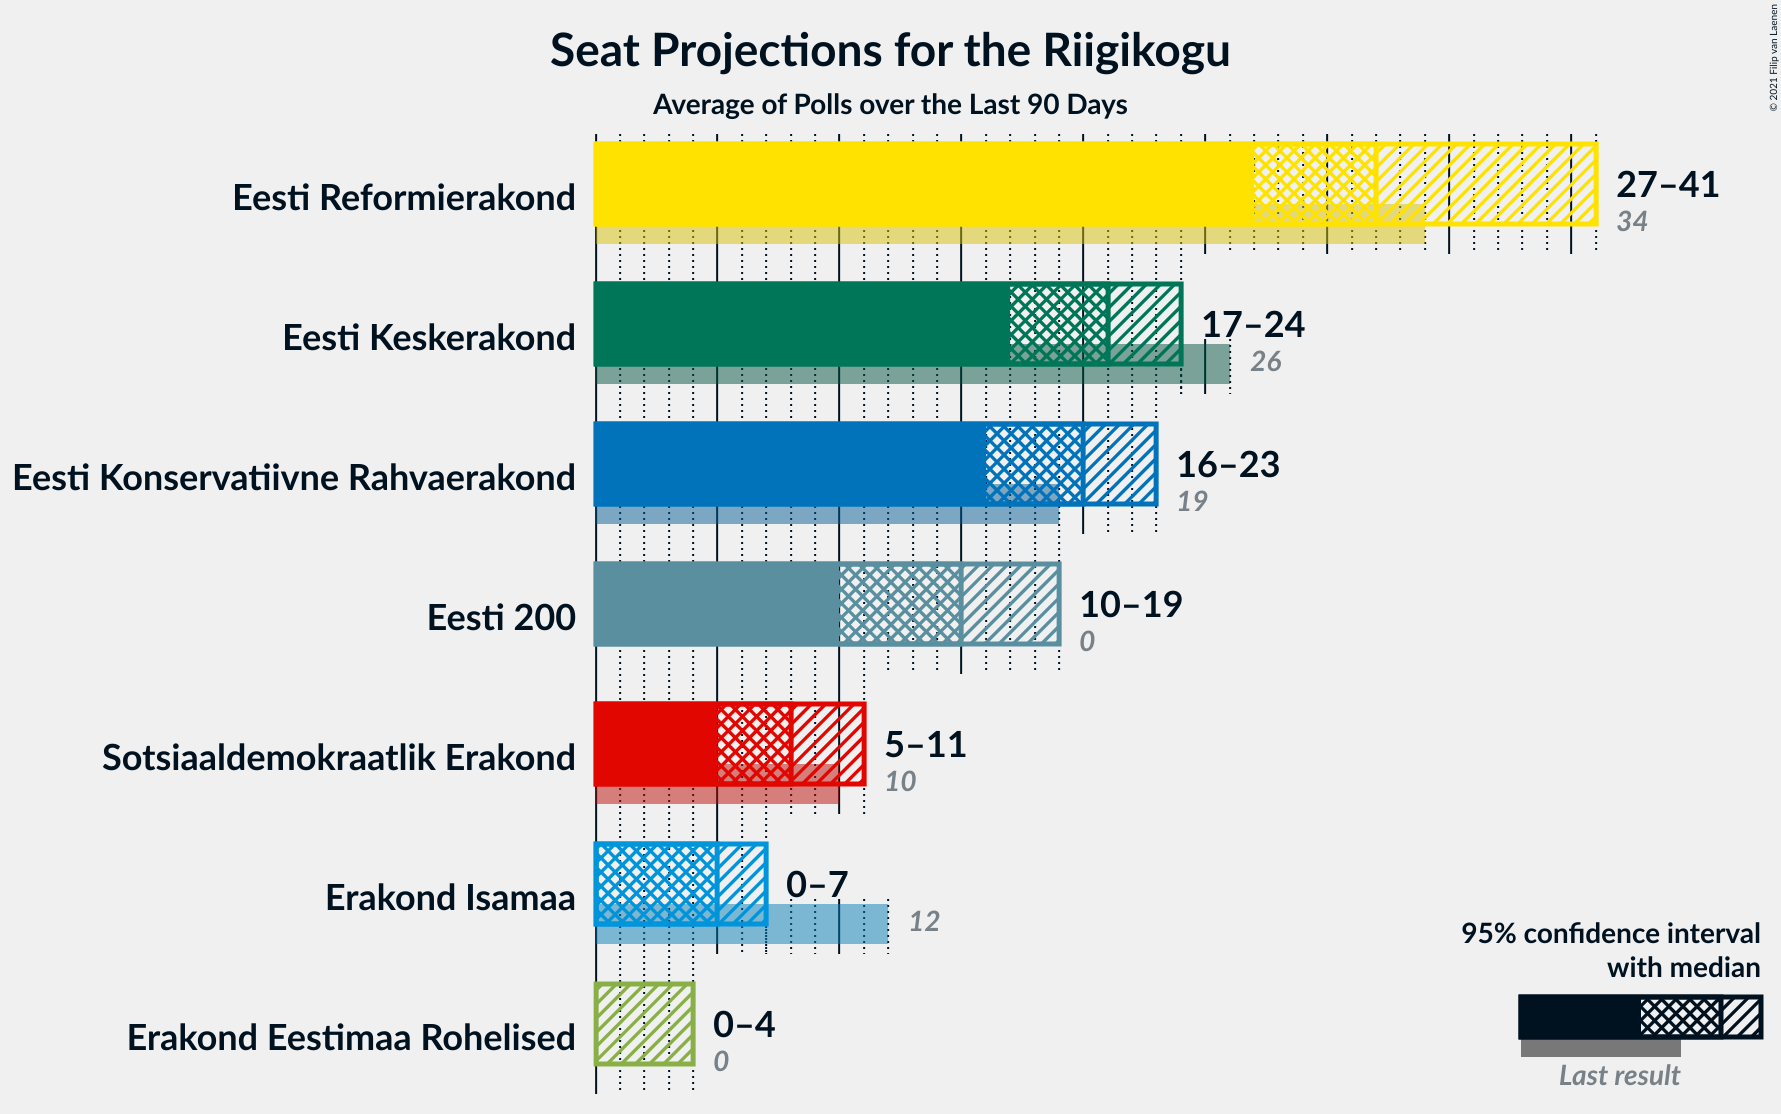 Seat Projections for the Riigikogu
Average of Polls over the Last 90 Days
© 2021 Filip van Laenen
Eesti Reformierakond
27–41
34
Eesti Keskerakond
17–24
26
Eesti Konservatiivne Rahvaerakond
16–23
19
Eesti 200
10–19
0
Sotsiaaldemokraatlik Erakond
5–11
10
Erakond Isamaa
0–7
12
Erakond Eestimaa Rohelised
0–4
0
95% confidence interval
with median
Last result